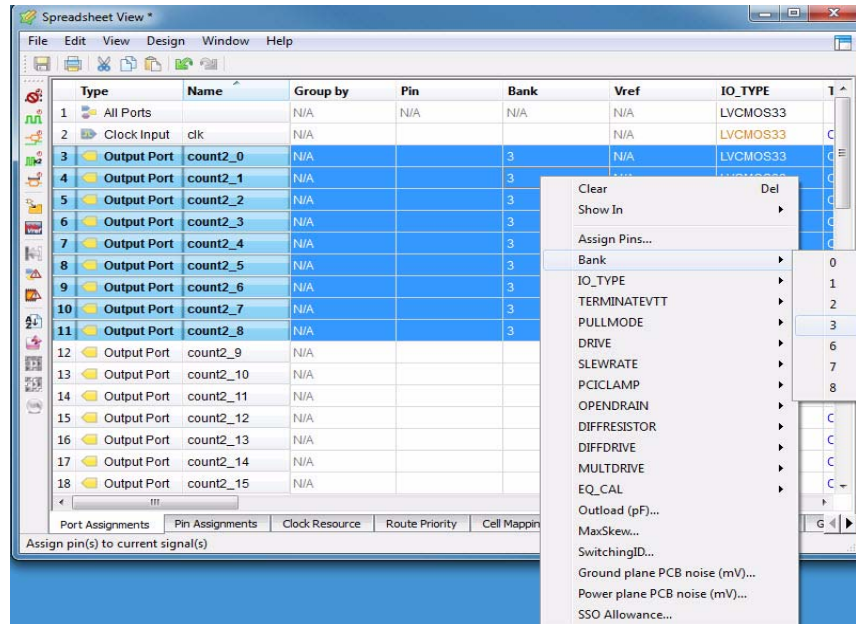 Spreadsheet View *
File Edit View Design Window Help
Type Name Group by Pin Bank Vref IO_TYPE T
1 All Ports N/A N/A N/A N/A LVCMOS33
2 Clock Input clk N/A N/A LVCMOS33 C
3 Output Port count2_0 N/A 3 N/A LVCMOS33 C
4 Output Port count2_1 N/A 3
5 Output Port count2_2 N/A 3
6 Output Port count2_3 N/A 3
7 Output Port count2_4 N/A 3
8 Output Port count2_5 N/A 3
9 Output Port count2_6 N/A 3
10 Output Port count2_7 N/A 3
11 Output Port count2_8 N/A 3
12 Output Port count2_9 N/A
13 Output Port count2_10 N/A
14 Output Port count2_11 N/A
15 Output Port count2_12 N/A C
16 Output Port count2_13 N/A C
17 Output Port count2_14 N/A C
18 Output Port count2_15 N/A C
Clear Del
Show In
Assign Pins...
Bank
IO_TYPE
TERMINATEVTT
PULLMODE
DRIVE
SLEWRATE
PCICLAMP
OPENDRAIN
DIFFRESISTOR
DIFFDRIVE
MULTDRIVE
EQ_CAL
Outload (pF)...
MaxSkew...
SwitchingID...
Ground plane PCB noise (mV)...
Power plane PCB noise (mV)...
SSO Allowance...
0
1
2
3
6
7
8
Port Assignments Pin Assignments Clock Resource Route Priority Cell Mappin G
Assign pin(s) to current signal(s)